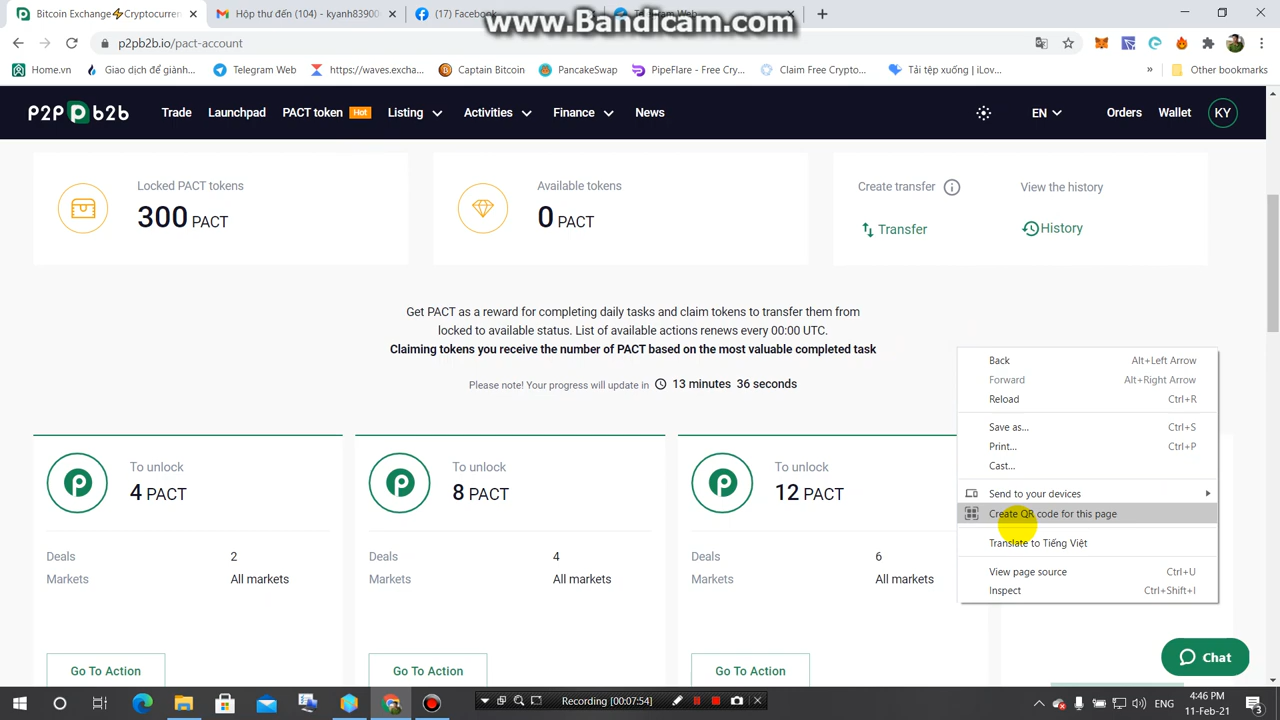 Bitcoin Exchange⚡Cryptocurren
Hộp thư đến (104) - kyanh83900
(17) Facebook
Web
www.Bandicam.com
p2pb2b.io/pact-account
Home.vn
Giao dịch để giành...
Telegram Web
https://waves.excha...
Captain Bitcoin
PancakeSwap
PipeFlare - Free Cry...
Claim Free Crypto...
Tải tệp xuống | iLov...
»
Other bookmarks
P2P b2b
Trade
Launchpad
PACT token
Hot
Listing
Activities
Finance
News
EN
Orders
Wallet
KY
Locked PACT tokens
300 PACT
Available tokens
0 PACT
Create transfer
View the history
Transfer
History
Get PACT as a reward for completing daily tasks and claim tokens to transfer them from
locked to available status. List of available actions renews every 00:00 UTC.
Claiming tokens you receive the number of PACT based on the most valuable completed task
Please note! Your progress will update in 13 minutes 36 seconds
Back Alt+Left Arrow
Forward Alt+Right Arrow
Reload Ctrl+R
Save as... Ctrl+S
Print... Ctrl+P
Cast...
Send to your devices
Create QR code for this page
Translate to Tiếng Việt
View page source Ctrl+U
Inspect Ctrl+Shift+I
To unlock
4 PACT
Deals 2
Markets All markets
Go To Action
To unlock
8 PACT
Deals 4
Markets All markets
Go To Action
To unlock
12 PACT
Deals 6
Markets All markets
Go To Action
Chat
Recording [00:07:54]
ENG
4:46 PM
11-Feb-21
3